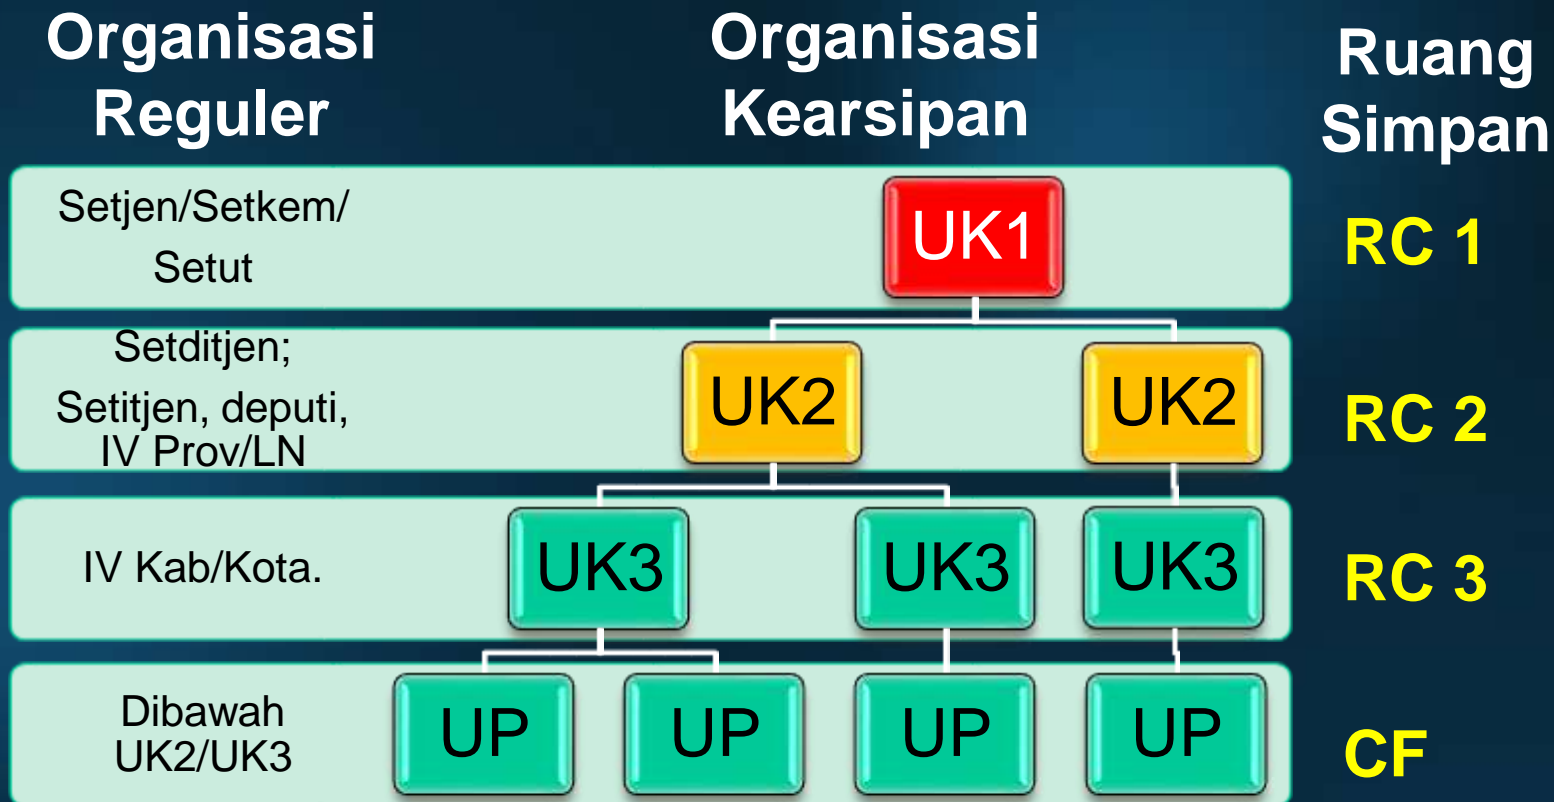 Organisasi
Reguler
Organisasi
Kearsipan
Ruang
Simpan
Setjen/Setkem/
Setut
UK1
RC 1
Setditjen;
Setitjen, deputi,
IV Prov/LN
UK2
UK2
RC 2
IV Kab/Kota.
UK3
UK3
UK3
RC 3
Dibawah
UK2/UK3
UP
UP
UP
UP
CF